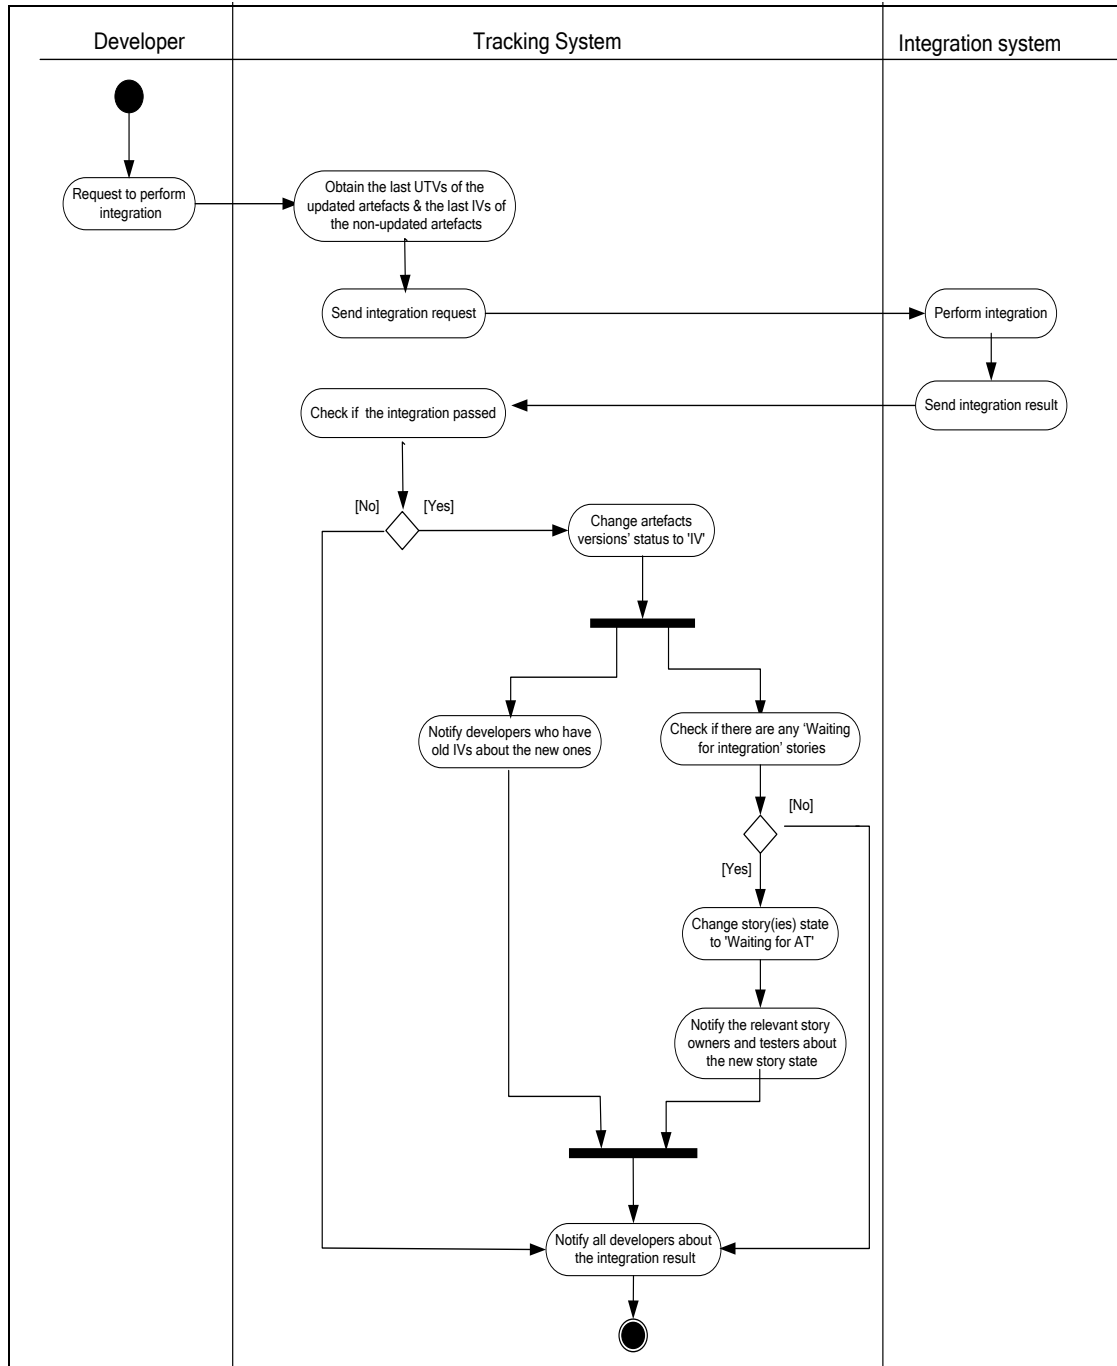 Developer
Tracking System
Integration system
Request to perform
integration
Obtain the last UTVs of the
updated artefacts & the last IVs of
the non-updated artefacts
Send integration request
Perform integration
Check if the integration passed
Send integration result
[No]
[Yes]
Change artefacts
versions’ status to 'IV'
Notify developers who have
old IVs about the new ones
Check if there are any ‘Waiting
for integration’ stories
[No]
[Yes]
Change story(ies) state
to 'Waiting for AT'
Notify the relevant story
owners and testers about
the new story state
Notify all developers about
the integration result